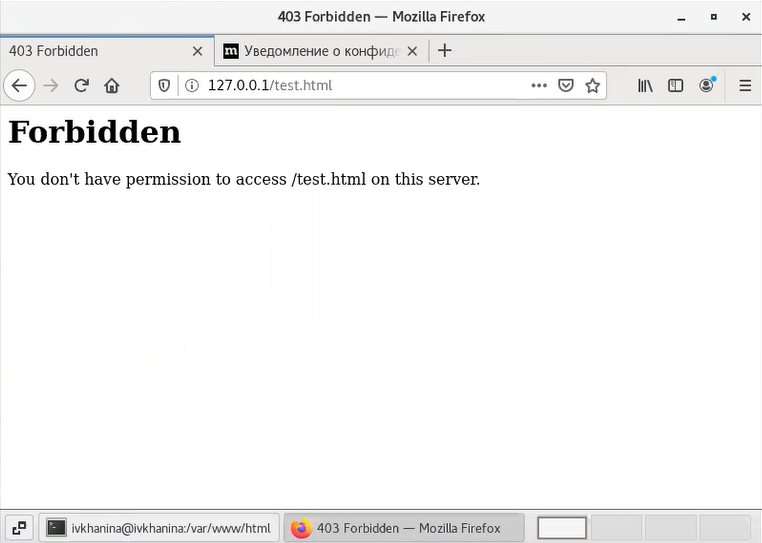 403 Forbidden — Mozilla Firefox
403 Forbidden
m Уведомление о конфиде
127.0.0.1/test.html
Forbidden
You don't have permission to access /test.html on this server.
ivkhanina@ivkhanina:/var/www/html
403 Forbidden — Mozilla Firefox